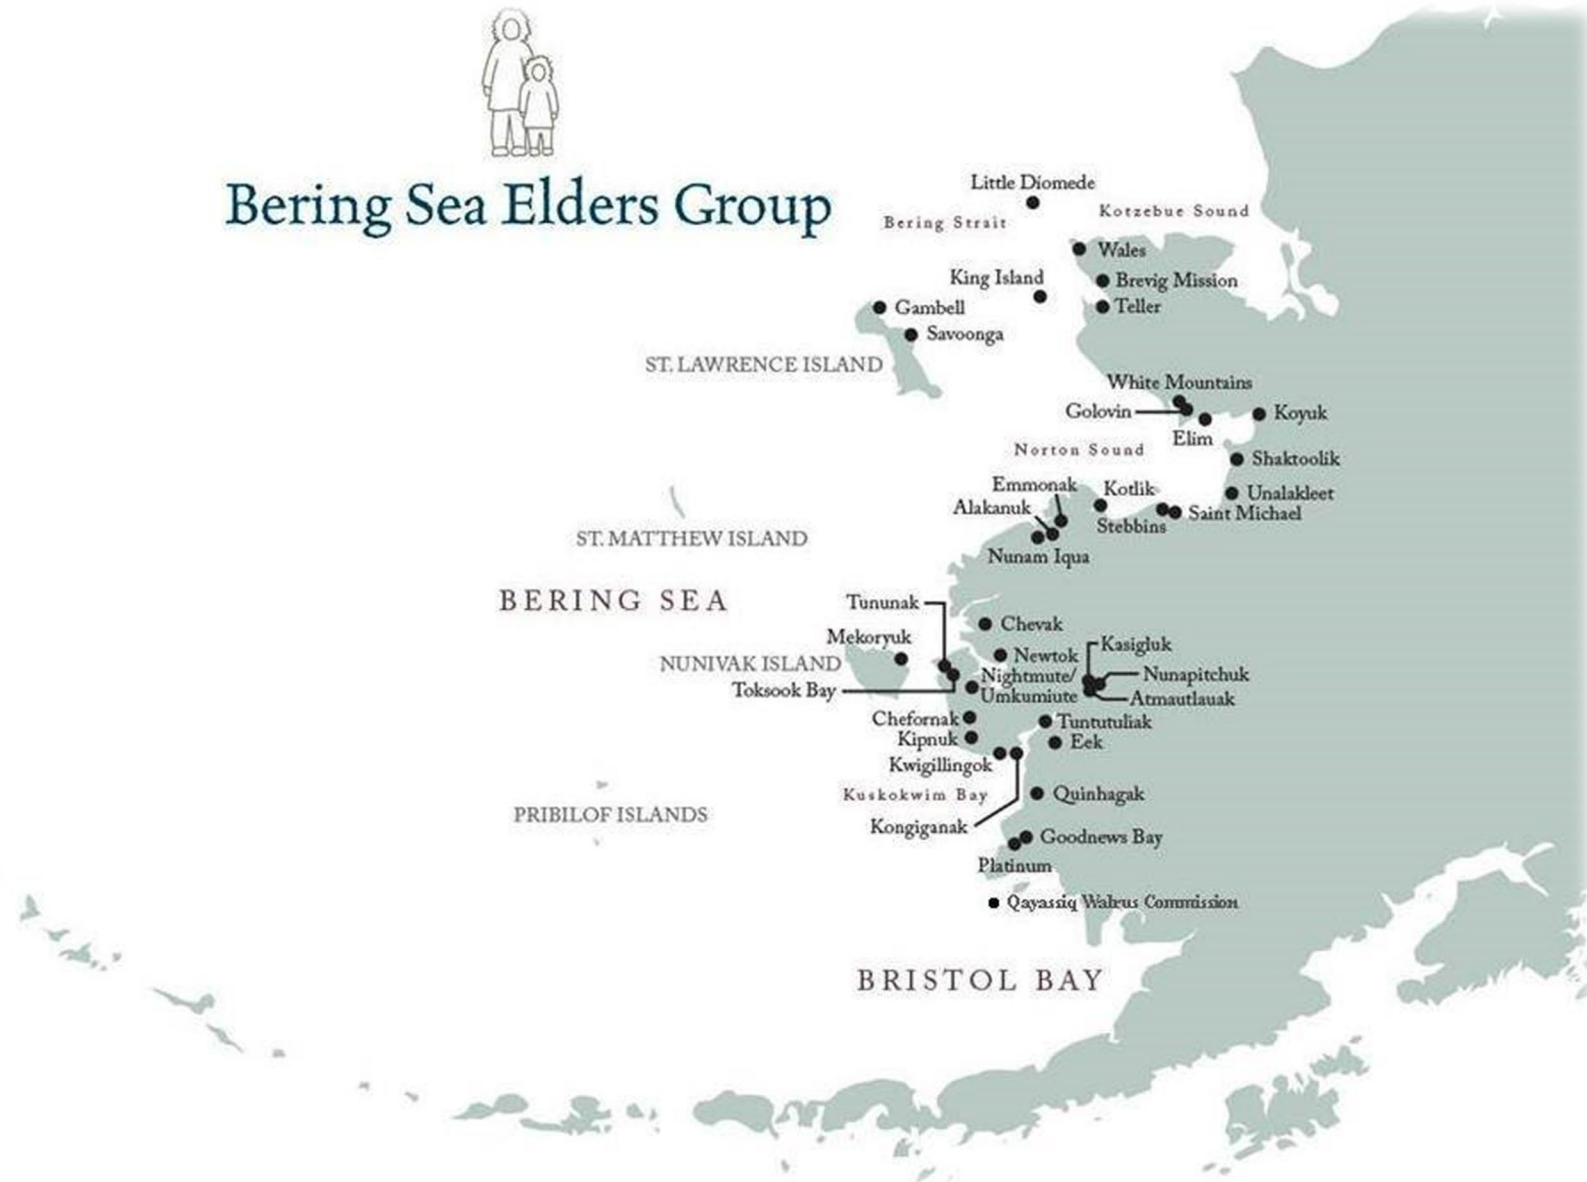 Bering Sea Elders Group
Little Diomede
Bering Strait
Kotzebue Sound
Wales
King Island
Brevig Mission
Gambell
Teller
Savoonga
ST. LAWRENCE ISLAND
White Mountains
Golovin
Koyuk
Elim
Norton Sound
Shaktoolik
Emmonak
Kotlik
Unalakleet
Alakanuk
Saint Michael
Stebbins
ST. MATTHEW ISLAND
Nunam Iqua
BERING SEA
Tununak
Chevak
Mekoryuk
Kasigluk
Newtok
NUNIVAK ISLAND
Nightmute/
Umkumiute
Nunapitchuk
Toksook Bay
Atmautlauak
Chefornak
Tuntutuliak
Kipnuk
Eek
Kwigillingok
Kuskokwim Bay
Quinhagak
PRIBILOF ISLANDS
Kongiganak
Goodnews Bay
Platinum
Qayassiq Walrus Commission
BRISTOL BAY